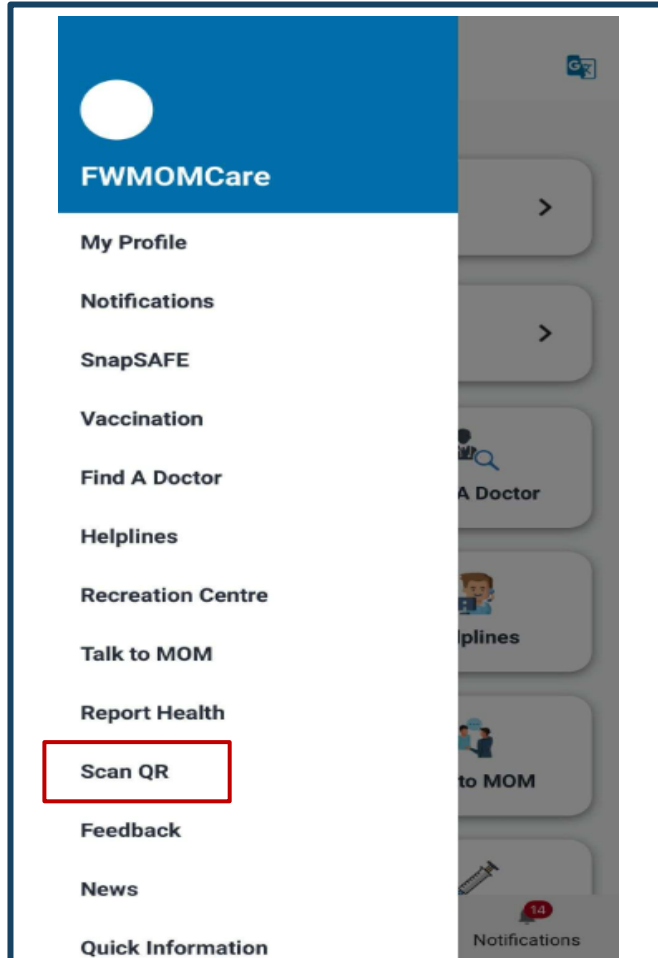 FWMOMCare
My Profile
Notifications
SnapSAFE
Vaccination
Find A Doctor
Helplines
Recreation Centre
Talk to MOM
Report Health
Scan QR
Feedback
News
Quick Information
A Doctor
lplines
to MOM
14
Notifications